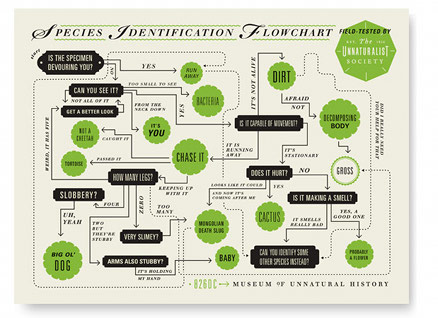 SPECIES IDENTIFICATION FLOWCHART
FIELD-TESTED BY
The
UNNATURALIST
SOCIETY
START
IS THE SPECIMEN
DEVOURING YOU?
YES
RUN
AWAY
NO
TOO SMALL TO SEE
BACTERIA
CAN YOU SEE IT?
NOT ALL OF IT
FROM THE
NECK DOWN
GET A BETTER LOOK
IT'S
YOU
YES
IT'S NOT ALIVE
DIRT
AFRAID
NOT
DECOMPOSING
BODY
DID I REALLY NEED
YOUR HELP FOR THAT?
IS IT CAPABLE OF MOVEMENT?
WEIRD, IT HAS FIVE
NOT A
CHEETAH
CAUGHT IT
CHASE IT
IT IS
RUNNING
AWAY
IT'S
STATIONARY
GROSS
TORTOISE
PASSED IT
HOW MANY LEGS?
KEEPING UP
WITH IT
DOES IT HURT?
NO
YES
IS IT MAKING A SMELL?
LOOKS LIKE IT COULD
AND NOW IT'S
COMING AFTER ME
SLOBBERY?
FOUR
ZERO
TOO
MANY
MONGOLIAN
DEATH SLUG
CACTUS
IT SMELLS
REALLY BAD
YES, A
GOOD ONE
UH,
YEAH
TWO
BUT THEY'RE
STUBBY
VERY SLIMEY?
BIG OL'
DOG
ARMS ALSO STUBBY?
IT'S HOLDING
MY HAND
BABY
CAN YOU IDENTIFY SOME
OTHER SPECIES INSTEAD?
PROBABLY
A FLOWER
826DC
MUSEUM OF UNNATURAL HISTORY